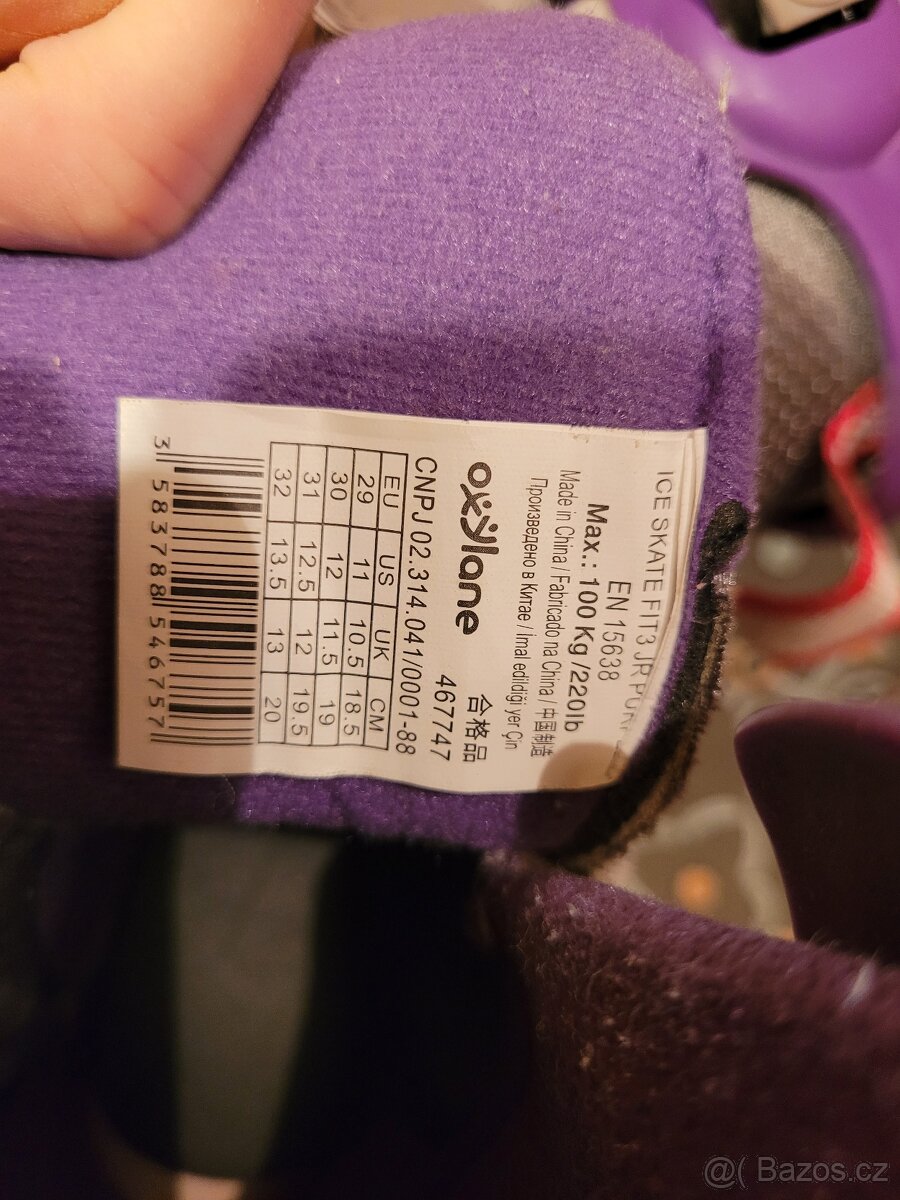 ICE SKATE FIT3 JR
EN 15638
Max.: 100 Kg /220lb
Made in China / Fabricado na China / 中国制造
Произведено в Китае / İmal edildiği yer Çin
oxylane 合格品
467747
CNPJ 02.314.041/0001-88
EU US UK CM
29 11 10.5 18.5
30 12 11.5 19
31 12.5 12 19.5
32 13.5 13 20
3 583788 546757
@( Bazos.cz